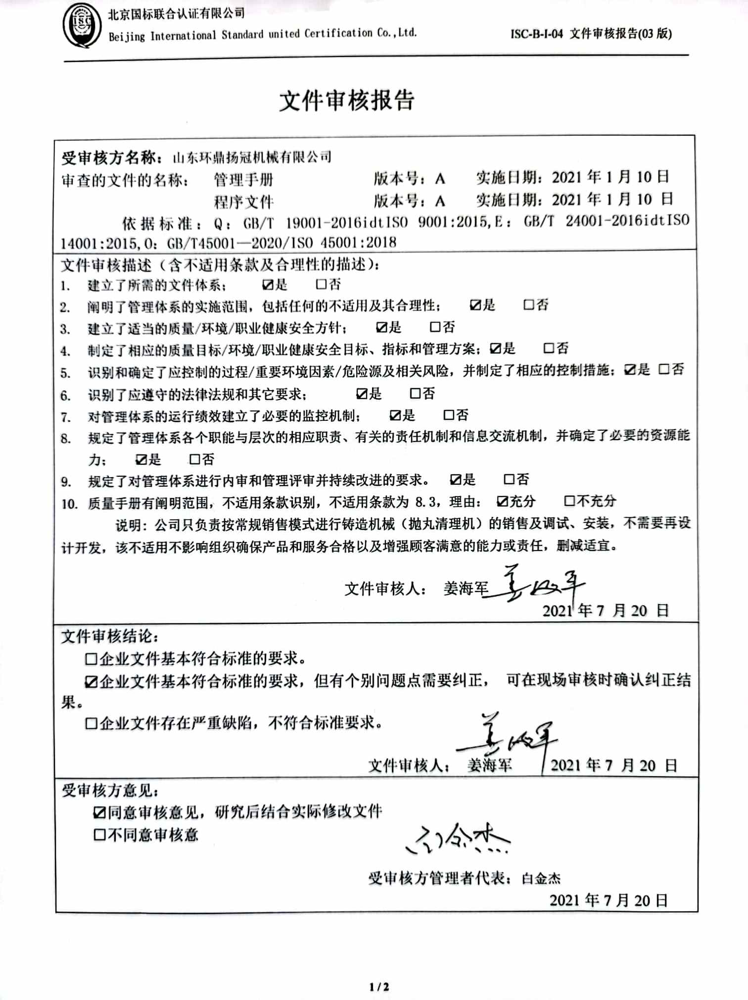 ISC
北京国标联合认证有限公司
Beijing International Standard united Certification Co.,Ltd.
ISC-B-I-04 文件审核报告(03 版)
文件审核报告
受审核方名称：山东环鼎扬冠机械有限公司
审查的文件的名称： 管理手册 版本号：A 实施日期：2021 年 1 月 10 日
程序文件 版本号：A 实施日期：2021 年 1 月 10 日
依据标准：Q：GB/T 19001-2016idtISO 9001:2015,E：GB/T 24001-2016idtISO
14001:2015,O：GB/T45001—2020/ISO 45001:2018
文件审核描述（含不适用条款及合理性的描述）：
1. 建立了所需的文件体系； ☑是 □否
2. 阐明了管理体系的实施范围，包括任何的不适用及其合理性； ☑是 □否
3. 建立了适当的质量/环境/职业健康安全方针； ☑是 □否
4. 制定了相应的质量目标/环境/职业健康安全目标、指标和管理方案；☑是 □否
5. 识别和确定了应控制的过程/重要环境因素/危险源及相关风险，并制定了相应的控制措施；☑是 □否
6. 识别了应遵守的法律法规和其它要求； ☑是 □否
7. 对管理体系的运行绩效建立了必要的监控机制； ☑是 □否
8. 规定了管理体系各个职能与层次的相应职责、有关的责任机制和信息交流机制，并确定了必要的资源能
力； ☑是 □否
9. 规定了对管理体系进行内审和管理评审并持续改进的要求。 ☑是 □否
10. 质量手册有阐明范围，不适用条款识别，不适用条款为 8.3，理由： ☑充分 □不充分
说明：公司只负责按常规销售模式进行铸造机械（抛丸清理机）的销售及调试、安装，不需要再设
计开发，该不适用不影响组织确保产品和服务合格以及增强顾客满意的能力或责任，删减适宜。
文件审核人： 姜海军 姜海军
2021 年 7 月 20 日
文件审核结论：
□企业文件基本符合标准的要求。
☑企业文件基本符合标准的要求，但有个别问题点需要纠正， 可在现场审核时确认纠正结
果。
□企业文件存在严重缺陷，不符合标准要求。
姜海军
文件审核人： 姜海军 2021 年 7 月 20 日
受审核方意见：
☑同意审核意见，研究后结合实际修改文件
□不同意审核意
白金杰
受审核方管理者代表：白金杰
2021 年 7 月 20 日
1 / 2